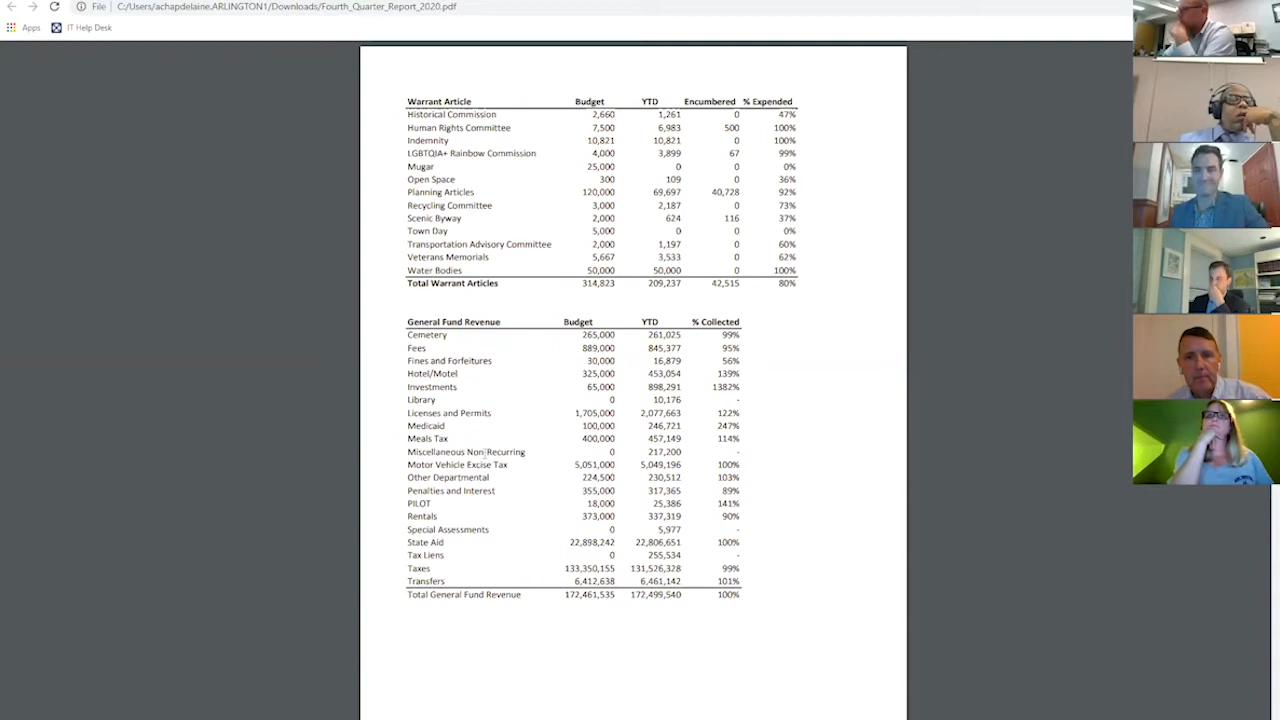 File C:/Users/achapdelaine.ARLINGTON1/Downloads/Fourth_Quarter_Report_2020.pdf
Apps IT Help Desk
Warrant Article Budget YTD Encumbered % Expended
Historical Commission 2,660 1,261 0 47%
Human Rights Committee 7,500 6,983 500 100%
Indemnity 10,821 10,821 0 100%
LGBTQIA+ Rainbow Commission 4,000 3,899 67 99%
Mugar 25,000 0 0 0%
Open Space 300 109 0 36%
Planning Articles 120,000 69,697 40,728 92%
Recycling Committee 3,000 2,187 0 73%
Scenic Byway 2,000 624 116 37%
Town Day 5,000 0 0 0%
Transportation Advisory Committee 2,000 1,197 0 60%
Veterans Memorials 5,667 3,533 0 62%
Water Bodies 50,000 50,000 0 100%
Total Warrant Articles 314,823 209,237 42,515 80%
General Fund Revenue Budget YTD % Collected
Cemetery 265,000 261,025 99%
Fees 889,000 845,377 95%
Fines and Forfeitures 30,000 16,879 56%
Hotel/Motel 325,000 453,054 139%
Investments 65,000 898,291 1382%
Library 0 10,176 -
Licenses and Permits 1,705,000 2,077,663 122%
Medicaid 100,000 246,721 247%
Meals Tax 400,000 457,149 114%
Miscellaneous Non-Recurring 0 217,200 -
Motor Vehicle Excise Tax 5,051,000 5,049,196 100%
Other Departmental 224,500 230,512 103%
Penalties and Interest 355,000 317,365 89%
PILOT 18,000 25,386 141%
Rentals 373,000 337,319 90%
Special Assessments 0 5,977 -
State Aid 22,898,242 22,806,651 100%
Tax Liens 0 255,534 -
Taxes 133,350,155 131,526,328 99%
Transfers 6,412,638 6,461,142 101%
Total General Fund Revenue 172,461,535 172,499,540 100%